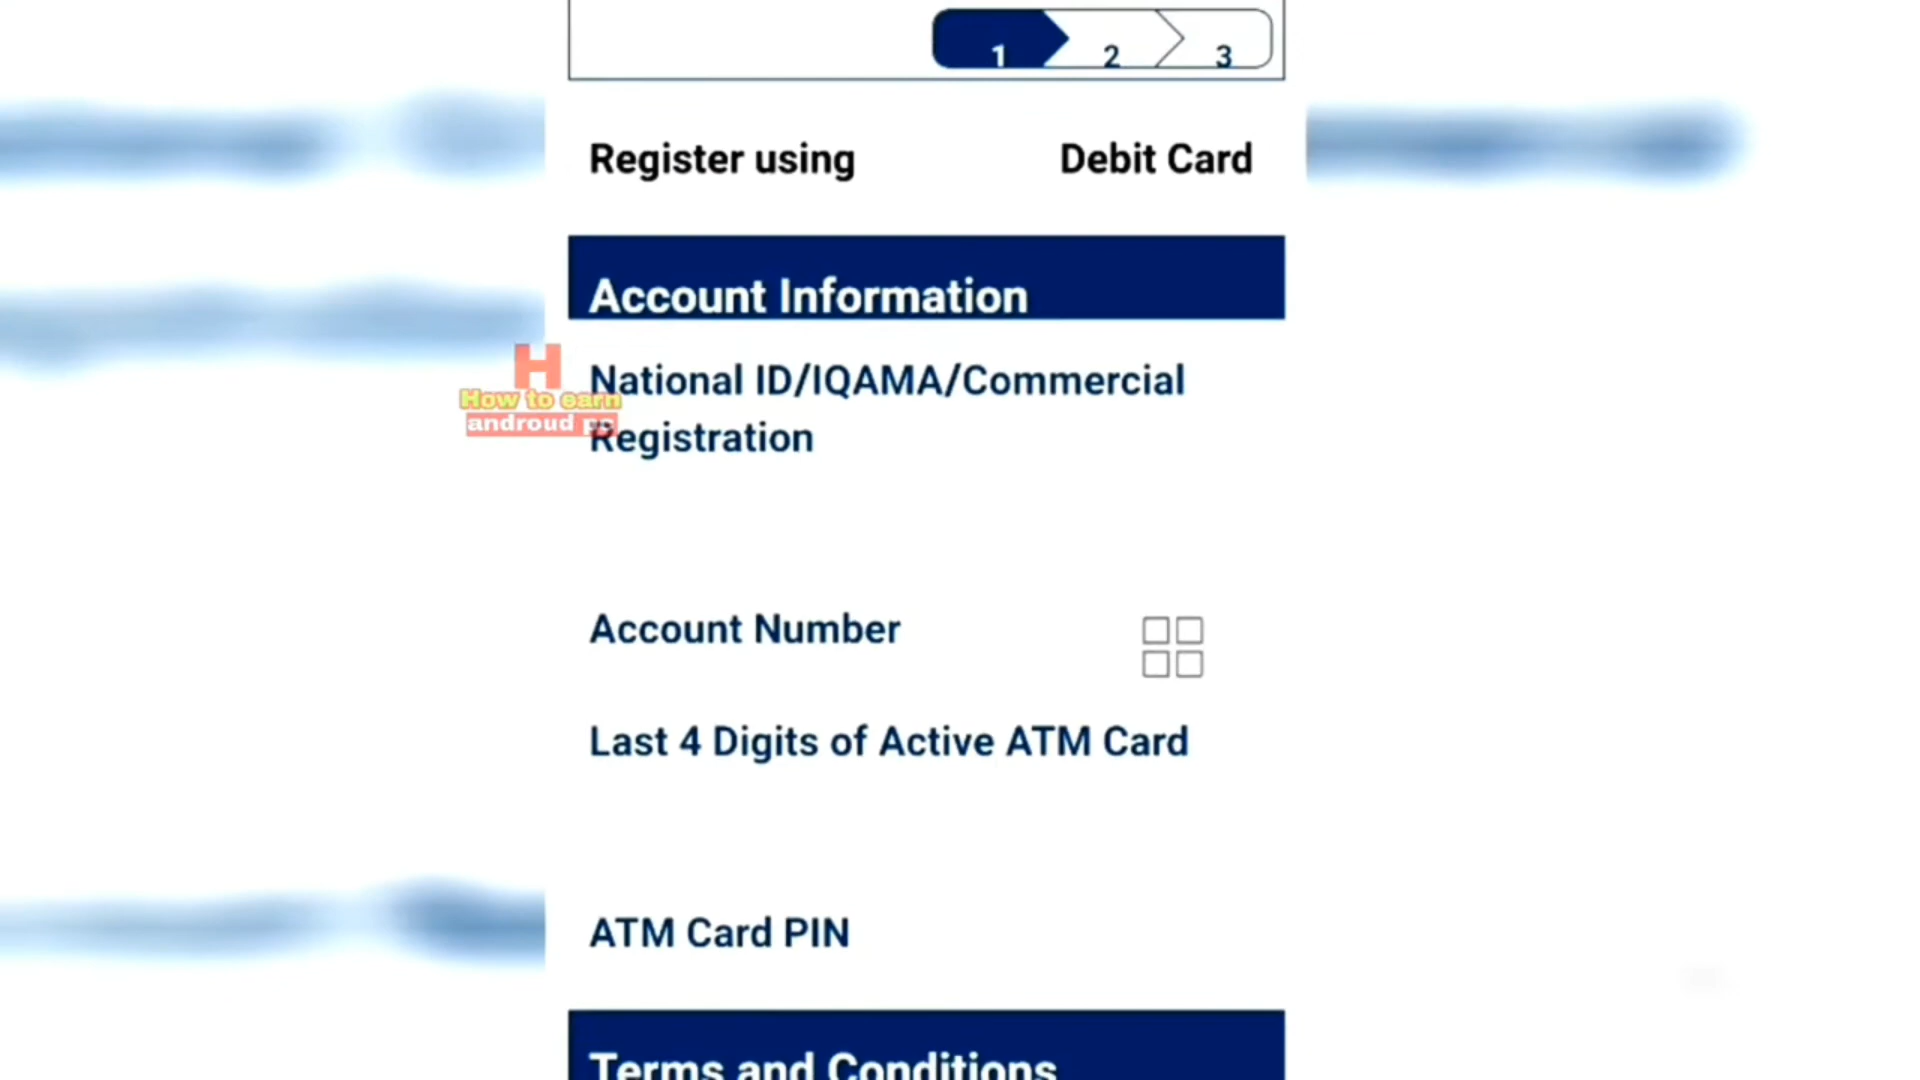 1 2 3
Register using Debit Card
Account Information
National ID/IQAMA/Commercial
Registration
H
How to earn
androud pc
Account Number
Last 4 Digits of Active ATM Card
ATM Card PIN
Terms and Conditions